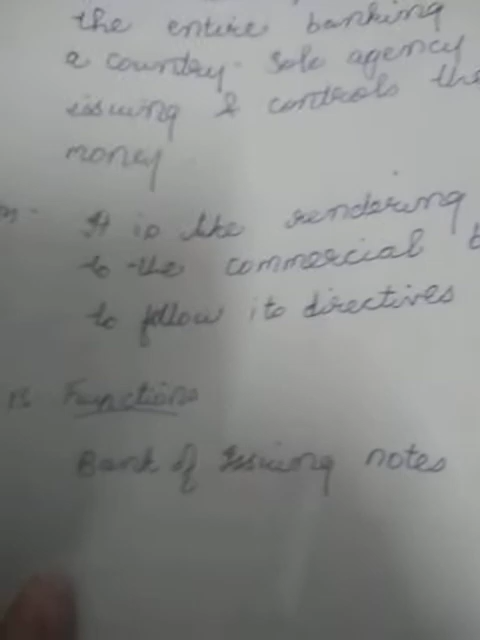 the entire banking
a country. Sole agency
issuing & controls the
money
It is the rendering
to the commercial
to follow its directives
Functions
Bank of Issuing notes